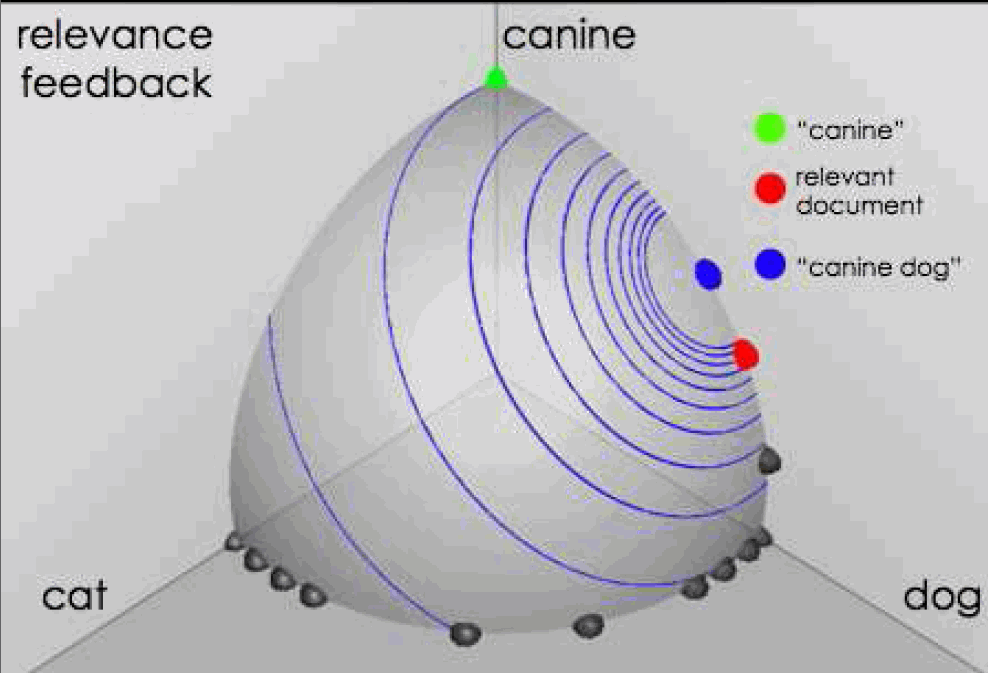 relevance
feedback
canine
“canine”
relevant
document
“canine dog”
cat
dog